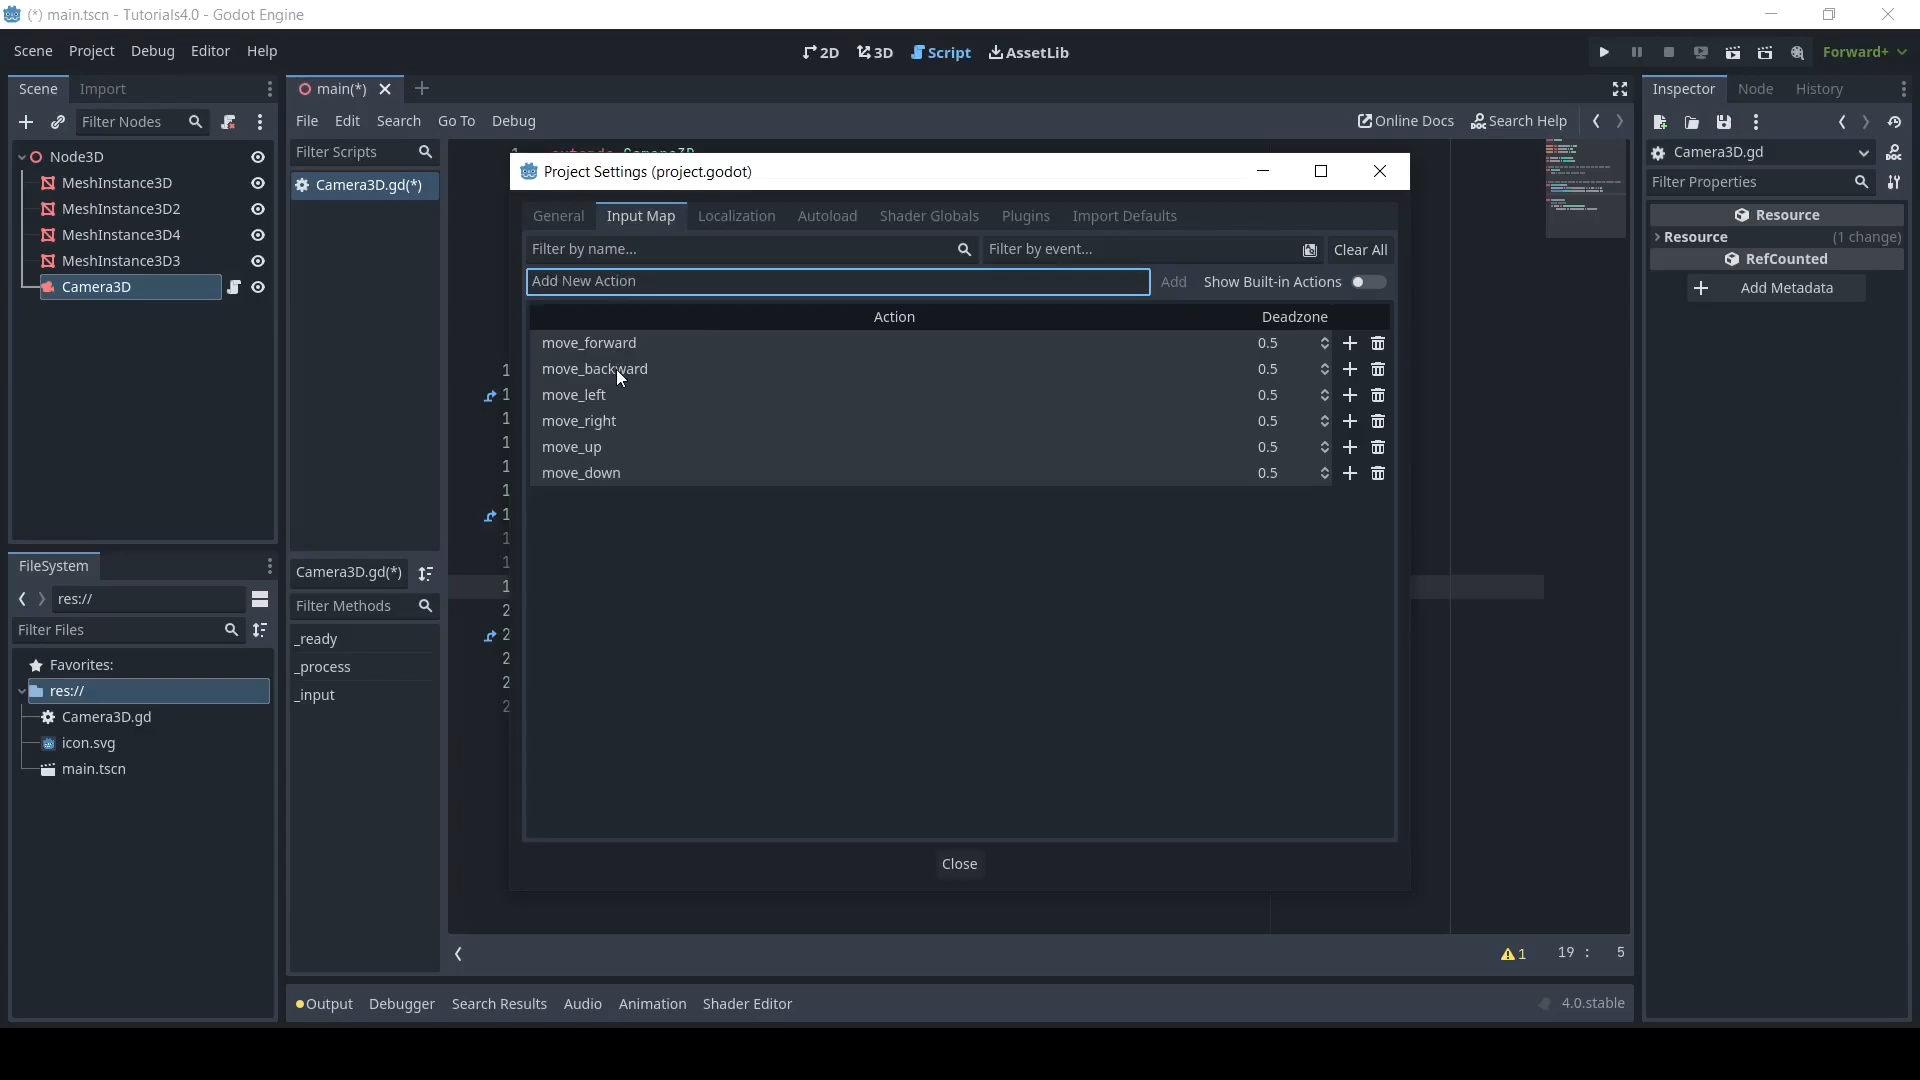 (*) main.tscn - Tutorials4.0 - Godot Engine
Scene Project Debug Editor Help
2D 3D Script AssetLib
Forward+
Scene Import
Filter Nodes
Node3D
MeshInstance3D
MeshInstance3D2
MeshInstance3D4
MeshInstance3D3
Camera3D
FileSystem
res://
Filter Files
Favorites:
res://
Camera3D.gd
icon.svg
main.tscn
main(*)
File Edit Search Go To Debug
Online Docs Search Help
Filter Scripts
Camera3D.gd(*)
Camera3D.gd(*)
Filter Methods
_ready
_process
_input
Project Settings (project.godot)
General Input Map Localization Autoload Shader Globals Plugins Import Defaults
Filter by name... Filter by event... Clear All
Add New Action Add Show Built-in Actions
Action Deadzone
move_forward 0.5
move_backward 0.5
move_left 0.5
move_right 0.5
move_up 0.5
move_down 0.5
Close
1 19 : 5
Output Debugger Search Results Audio Animation Shader Editor
4.0.stable
Inspector Node History
Camera3D.gd
Filter Properties
Resource
Resource (1 change)
RefCounted
Add Metadata